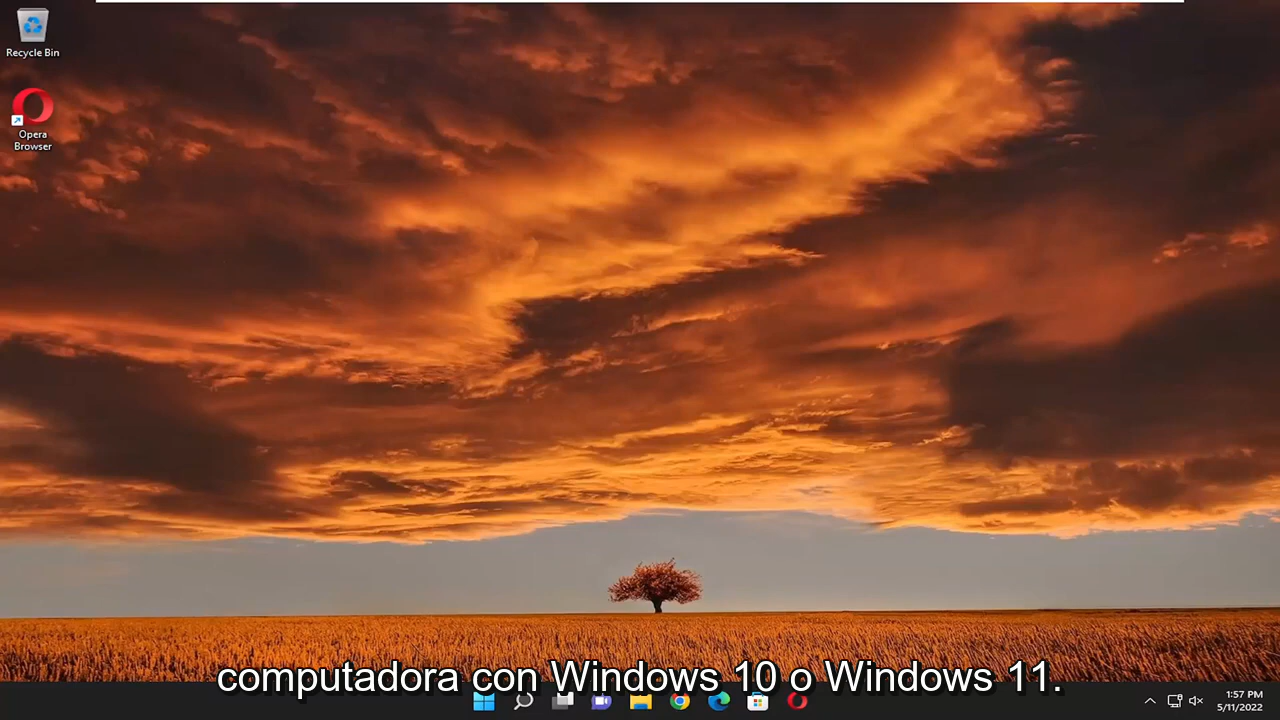 Recycle Bin
Opera
Browser
computadora con Windows 10 o Windows 11.
1:57 PM
5/11/2022